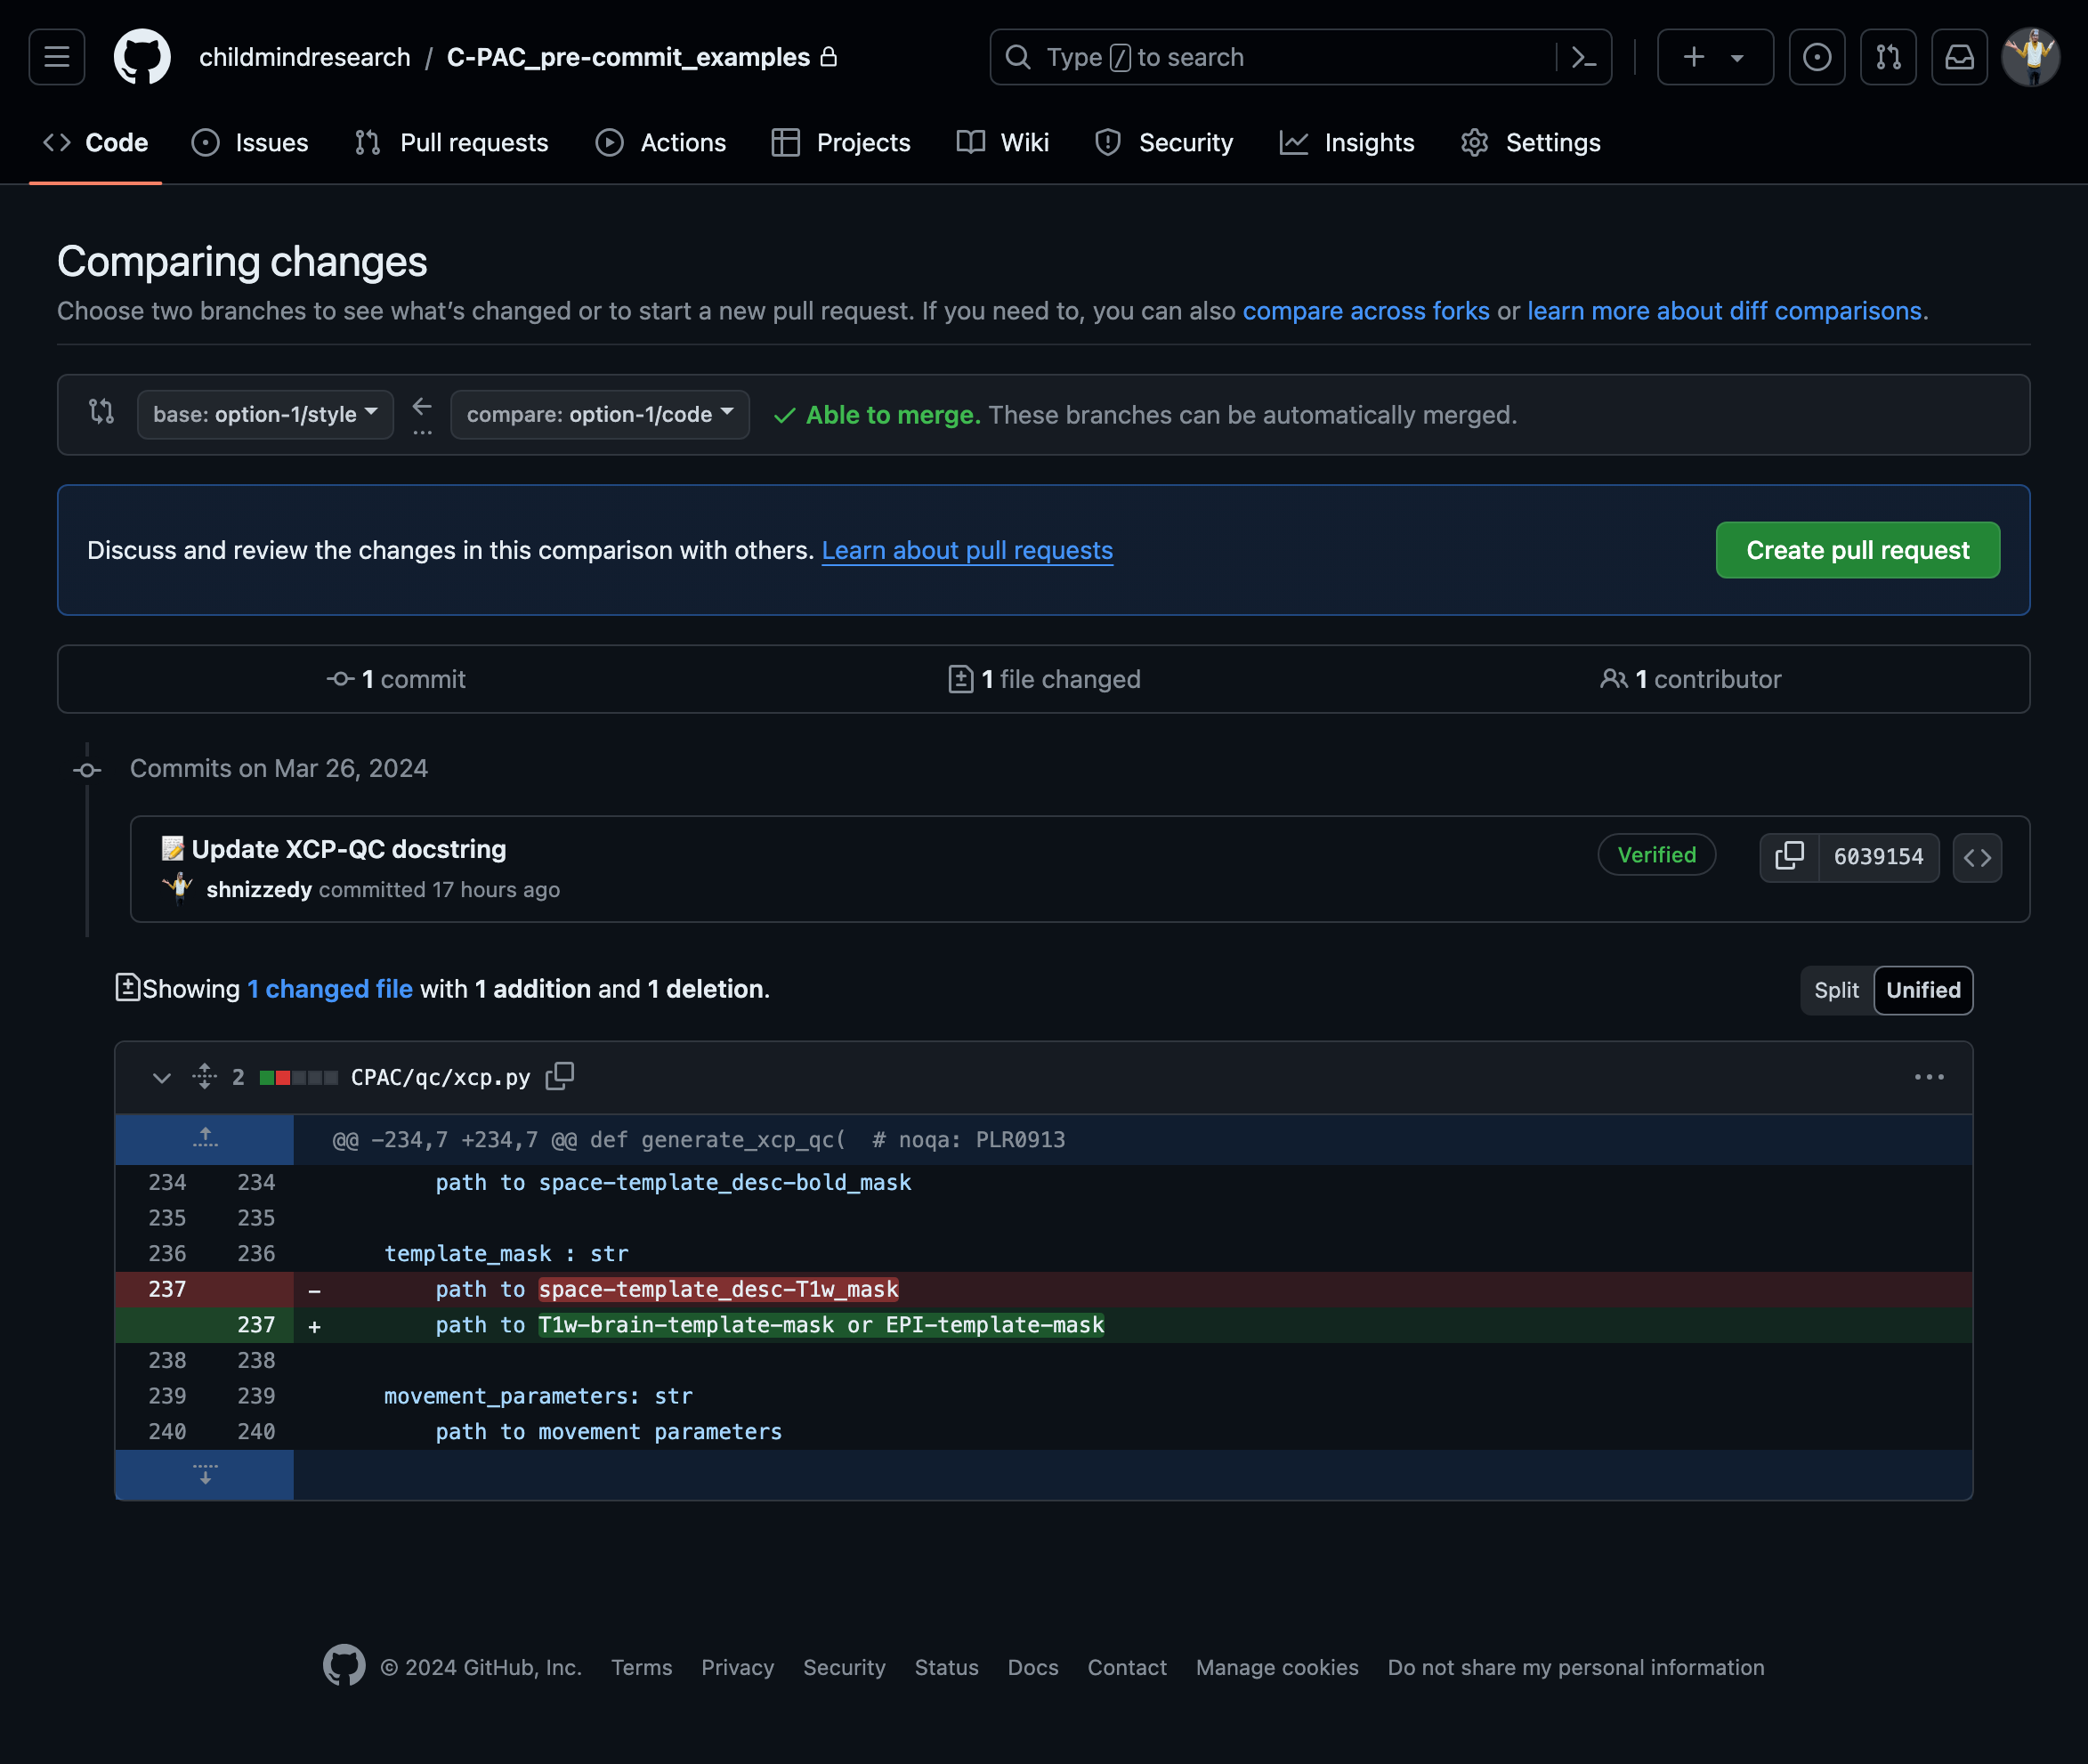 childmindresearch / C-PAC_pre-commit_examples
Type / to search
Code Issues Pull requests Actions Projects Wiki Security Insights Settings
Comparing changes
Choose two branches to see what’s changed or to start a new pull request. If you need to, you can also compare across forks or learn more about diff comparisons.
base: option-1/style ← ... compare: option-1/code ✓ Able to merge. These branches can be automatically merged.
Discuss and review the changes in this comparison with others. Learn about pull requests Create pull request
1 commit 1 file changed 1 contributor
Commits on Mar 26, 2024
📝 Update XCP-QC docstring Verified 6039154
shnizzedy committed 17 hours ago
Showing 1 changed file with 1 addition and 1 deletion. Split Unified
2 CPAC/qc/xcp.py
@@ -234,7 +234,7 @@ def generate_xcp_qc(  # noqa: PLR0913
234 234 path to space-template_desc-bold_mask
235 235
236 236 template_mask : str
237 - path to space-template_desc-T1w_mask
237 + path to T1w-brain-template-mask or EPI-template-mask
238 238
239 239 movement_parameters: str
240 240 path to movement parameters
© 2024 GitHub, Inc. Terms Privacy Security Status Docs Contact Manage cookies Do not share my personal information